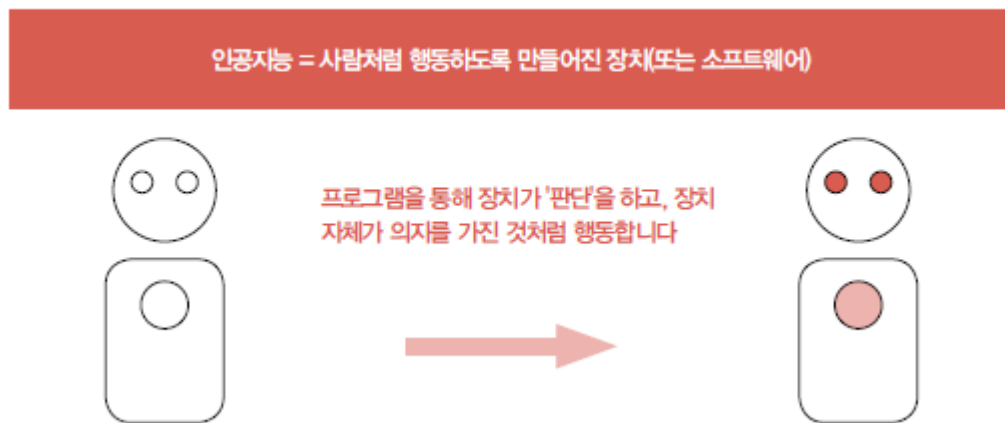 인공지능 = 사람처럼 행동하도록 만들어진 장치(또는 소프트웨어)
프로그램을 통해 장치가 '판단'을 하고, 장치
자체가 의지를 가진 것처럼 행동합니다